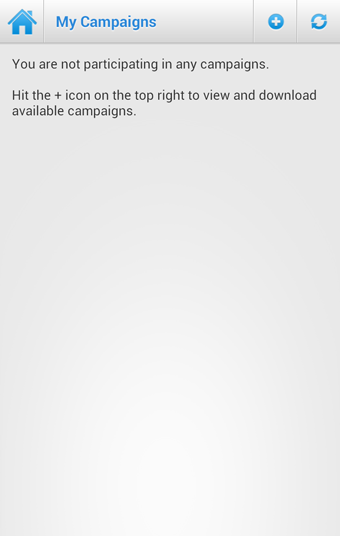 My Campaigns
You are not participating in any campaigns.
Hit the + icon on the top right to view and download
available campaigns.